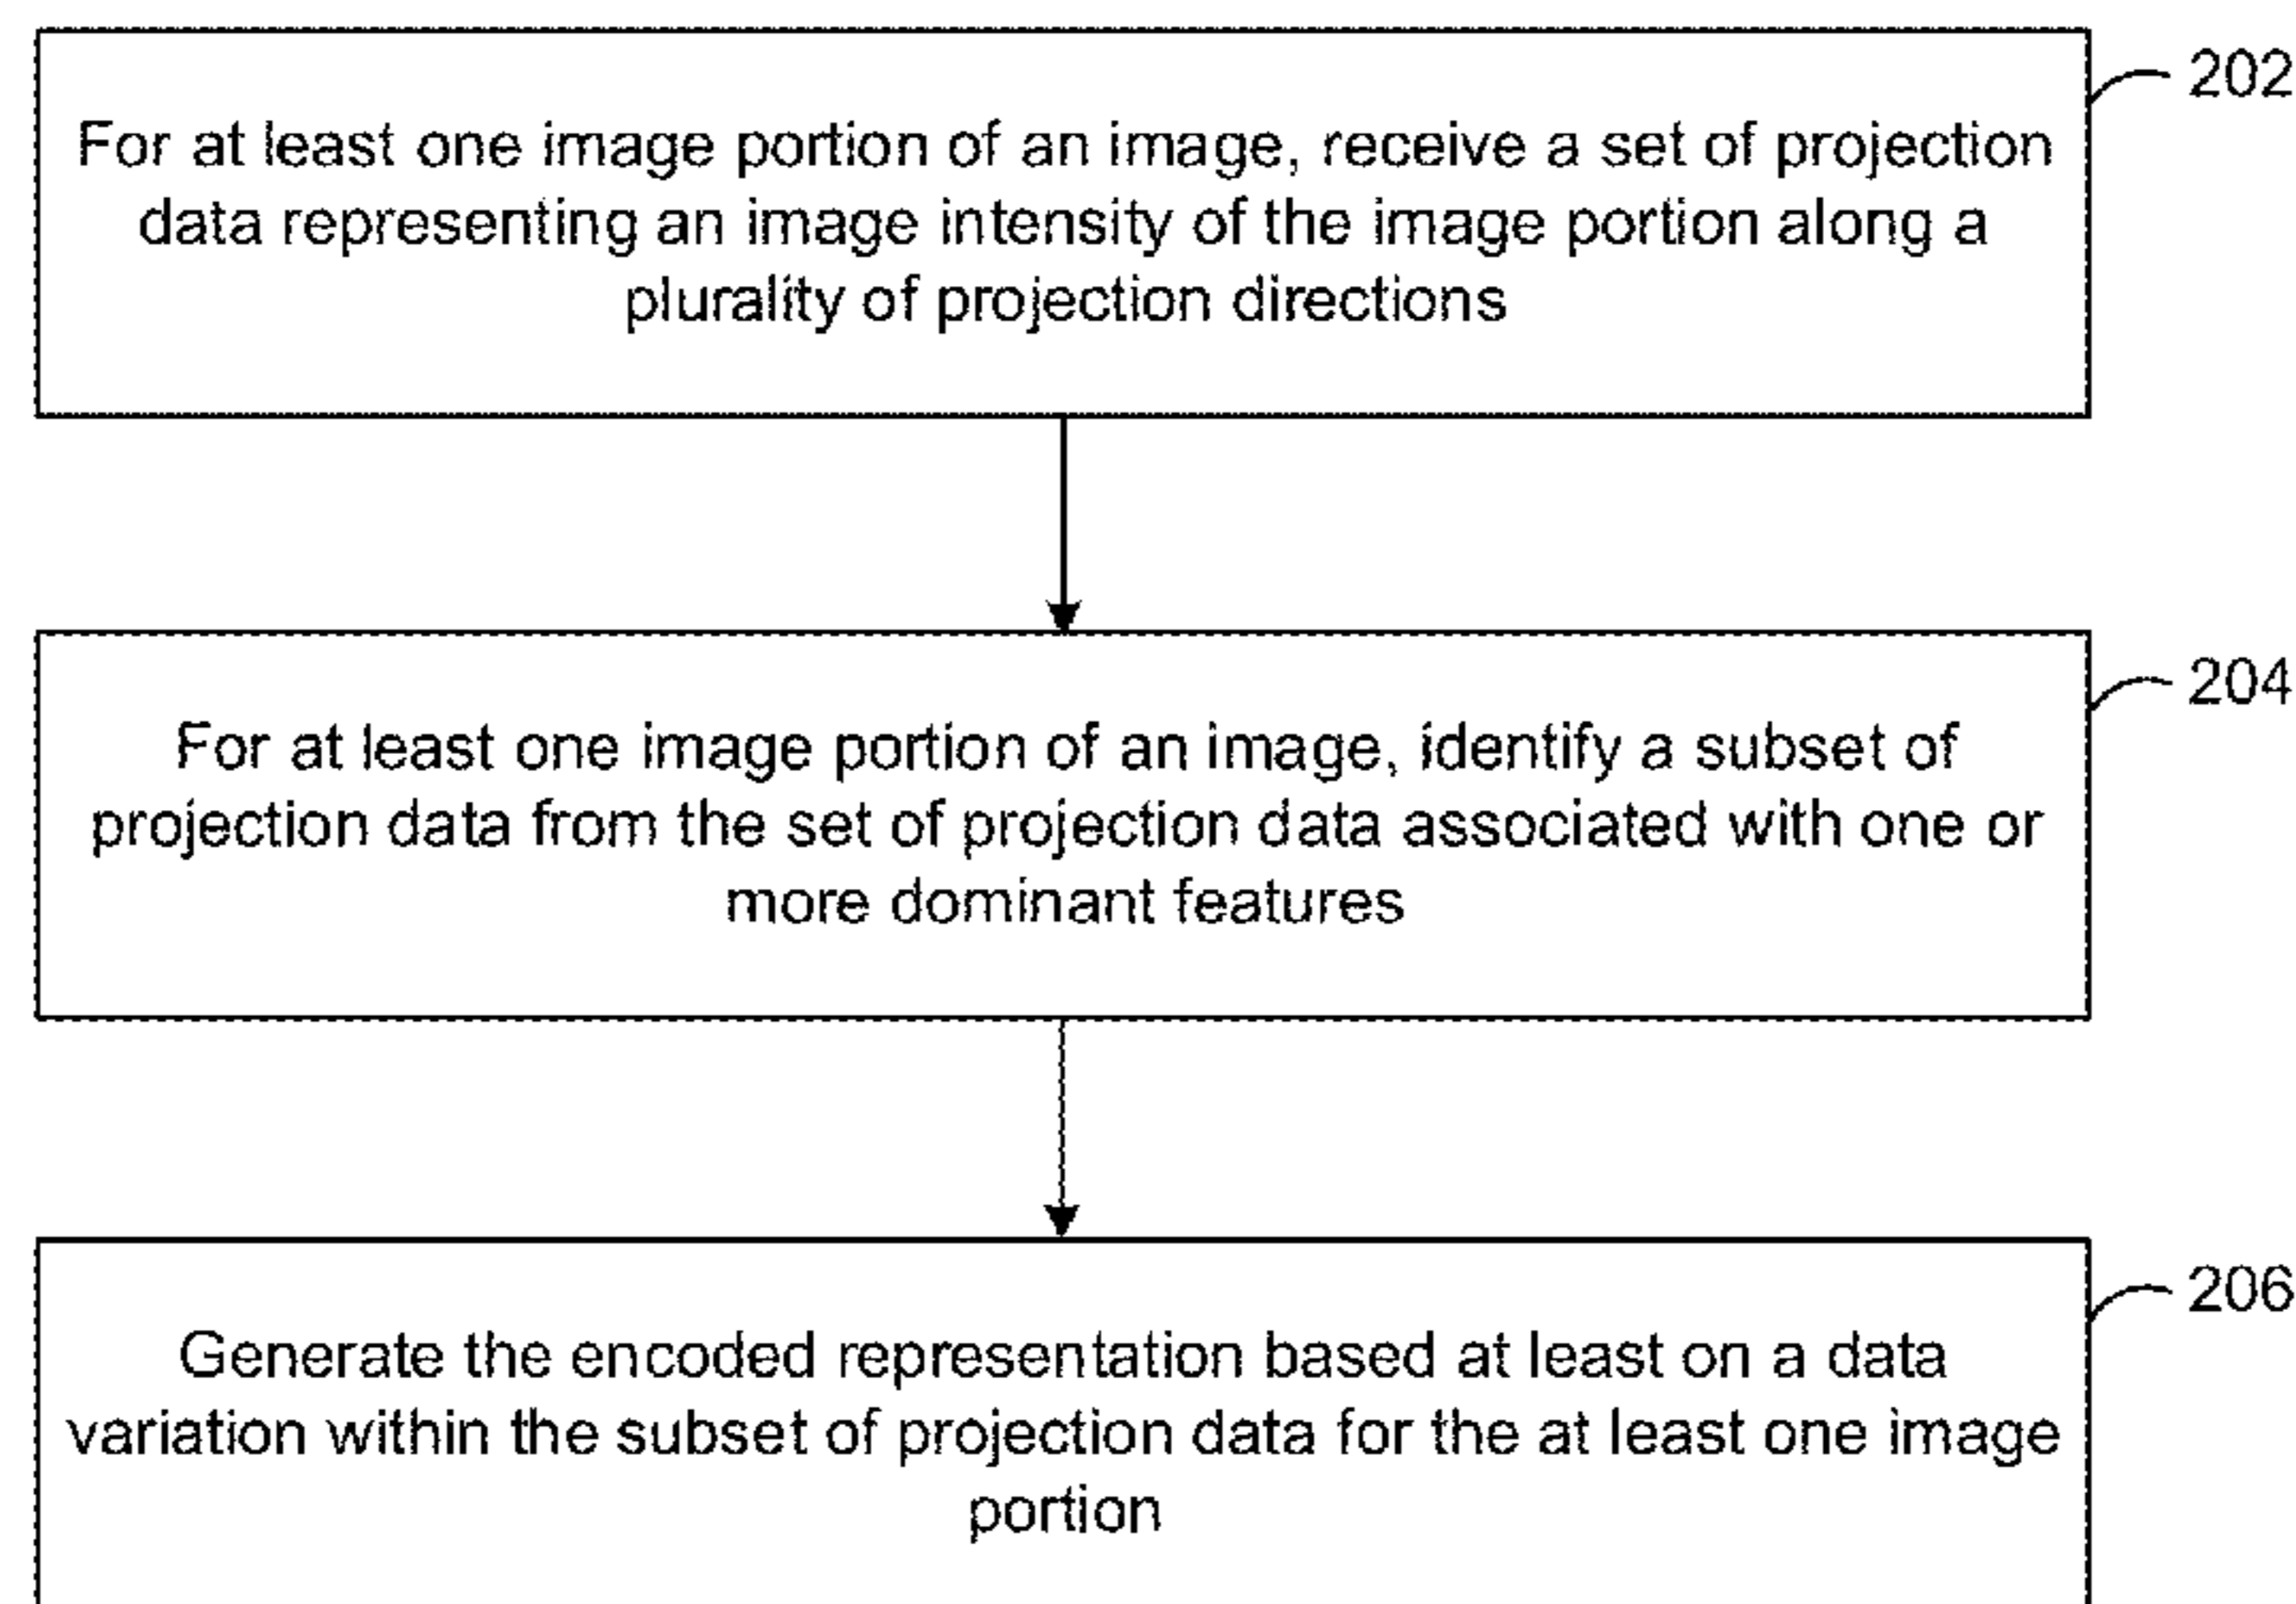 202
For at least one image portion of an image, receive a set of projection
data representing an image intensity of the image portion along a
plurality of projection directions
204
For at least one image portion of an image, identify a subset of
projection data from the set of projection data associated with one or
more dominant features
206
Generate the encoded representation based at least on a data
variation within the subset of projection data for the at least one image
portion